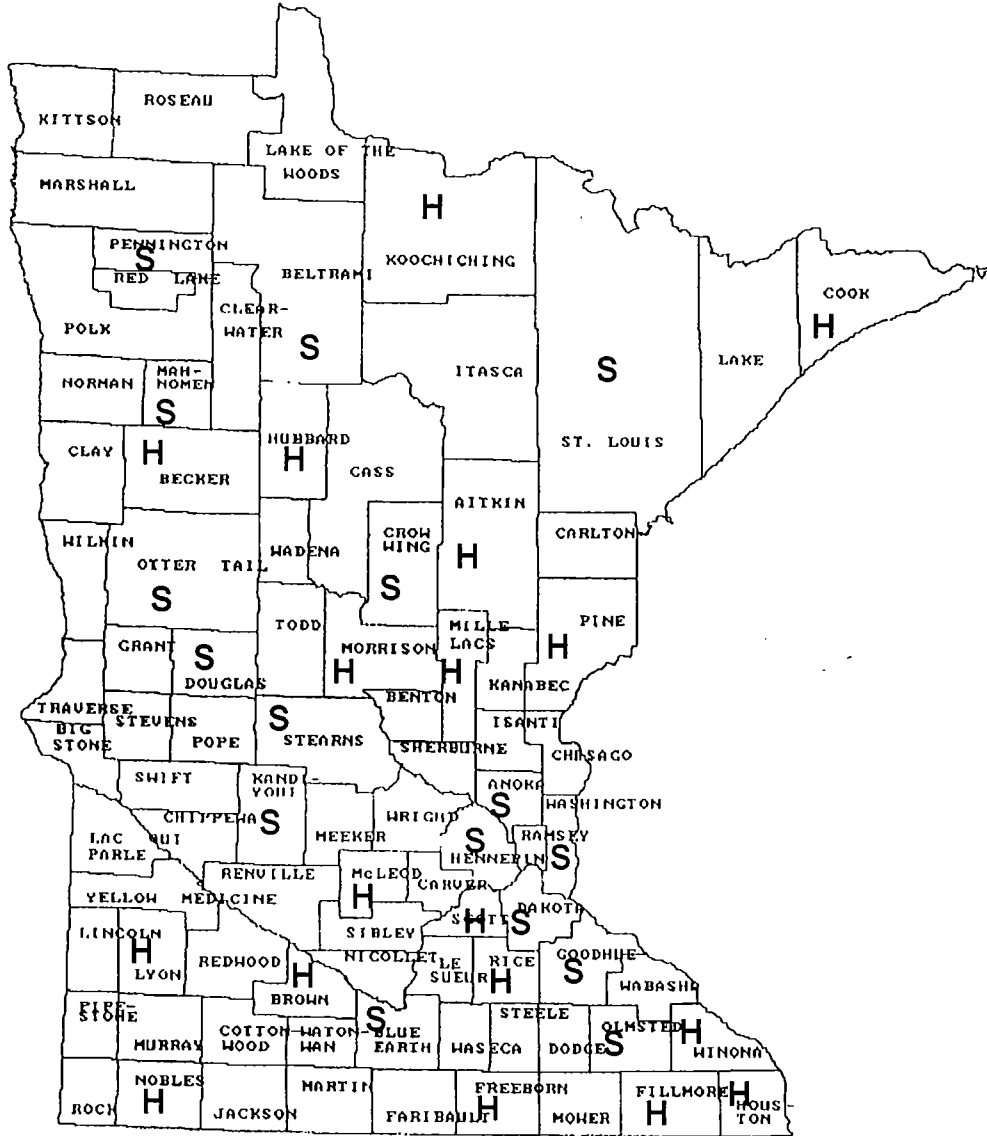 ROSEAU
KITTSON
LAKE OF THE
WOODS
MARSHALL
H
PENNINGTON
S
RED LAKE
BELTRAMI
KOOCHICHING
COOK
H
CLEAR-
WATER
POLK
S
S
LAKE
ITASCA
NORMAN
MAH-
NOMEN
S
HUBBARD
H
ST. LOUIS
CLAY
H
BECKER
CASS
AITKIN
WILKIN
OTTER TAIL
S
WADENA
CROW
WING
S
H
CARLTON
GRANT
S
DOUGLAS
TODD
MORRISON
H
MILLE
LACS
H
PINE
H
KANABEC
BENTON
TRAVERSE
BIG
STONE
STEVENS
POPE
S
STEARNS
SHERBURNE
ISANTI
CHISAGO
SWIFT
KANDI-
YOHI
S
ANOKA
S
WASHINGTON
CHIPPEWA
MEEKER
WRIGHT
S
HENNEPIN
RAMSEY
S
LAC QUI
PARLE
RENVILLE
McLEOD
H
CARVER
YELLOW MEDICINE
SCOTT
H
DAKOTA
S
LINCOLN
H
LYON
REDWOOD
SIBLEY
NICOLLET
H
BROWN
LE
SUEUR
RICE
H
GOODHUE
S
WABASHA
PIPE-
STONE
MURRAY
COTTON-
WOOD
WATON-
WAN
S
BLUE
EARTH
WASECA
STEELE
DODGE
OLMSTED
S
H
WINONA
ROCK
NOBLES
H
JACKSON
MARTIN
FARIBAULT
FREEBORN
H
MOWER
FILLMORE
H
H
HOUS-
TON